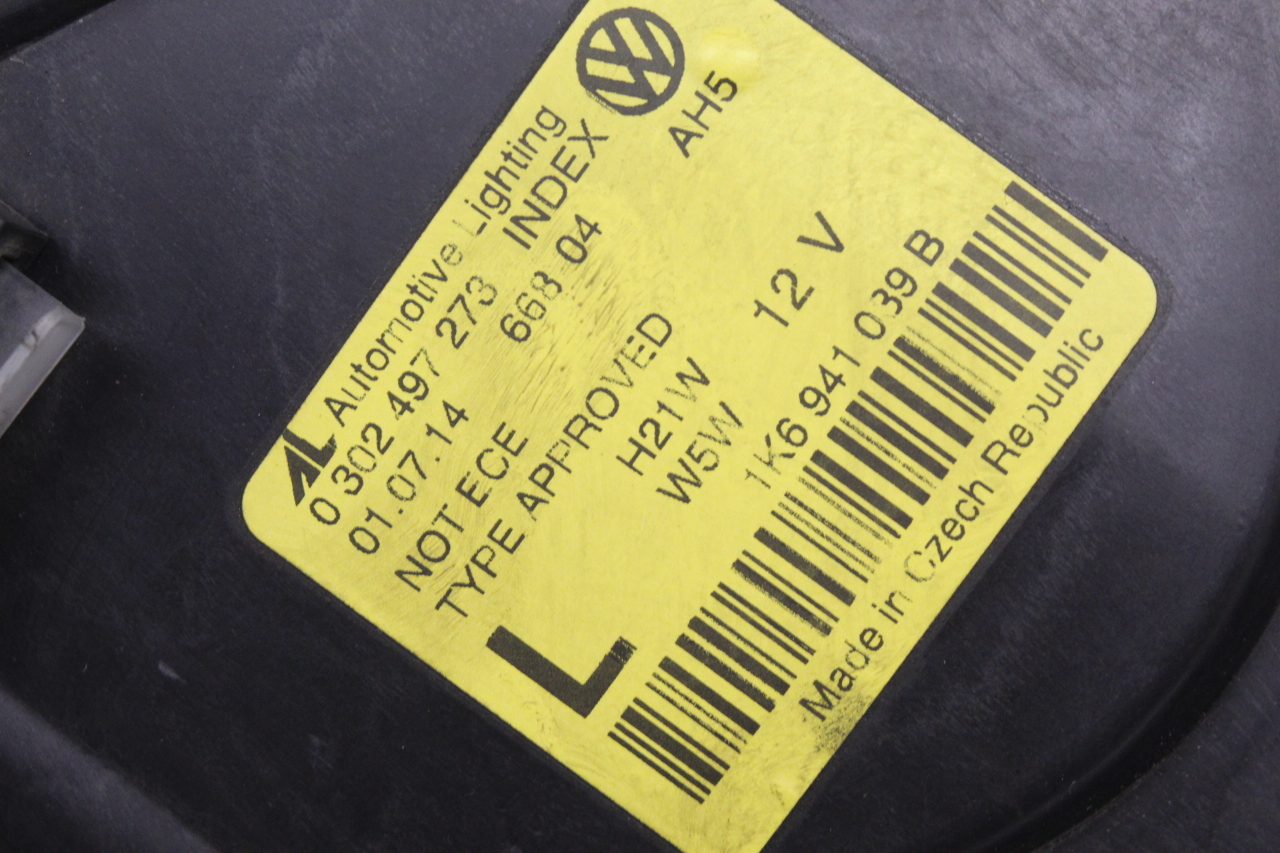 AL Automotive Lighting
0 302 497 273 INDEX
01.07.14 668 04
AH5
NOT ECE
TYPE APPROVED
H21W
W5W
12 V
L
1K6 941 039 B
Made in Czech Republic